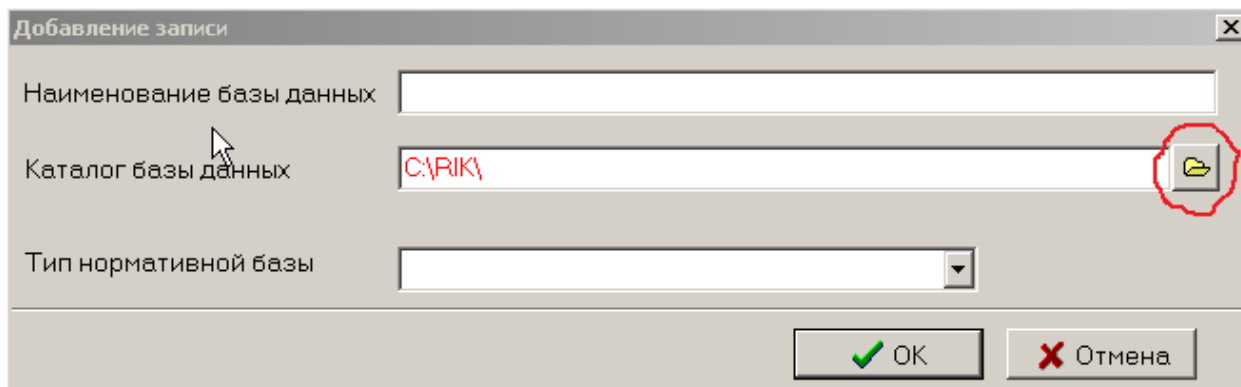 Добавление записи
Наименование базы данных
Каталог базы данных C:\RIK\
Тип нормативной базы
OK Отмена